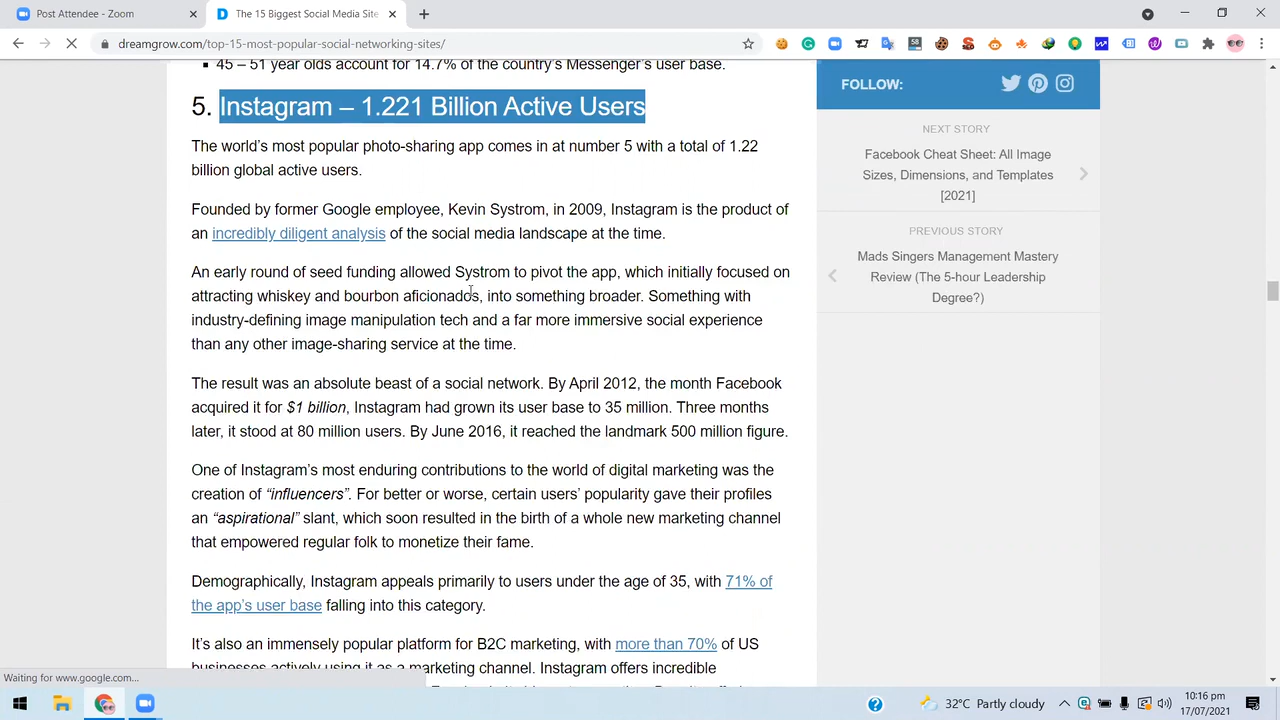 Post Attendee - Zoom
The 15 Biggest Social Media Site
dreamgrow.com/top-15-most-popular-social-networking-sites/
45 – 51 year olds account for 14.7% of the country's Messenger's user base.
5. Instagram – 1.221 Billion Active Users
The world's most popular photo-sharing app comes in at number 5 with a total of 1.22
billion global active users.
Founded by former Google employee, Kevin Systrom, in 2009, Instagram is the product of
an incredibly diligent analysis of the social media landscape at the time.
An early round of seed funding allowed Systrom to pivot the app, which initially focused on
attracting whiskey and bourbon aficionados, into something broader. Something with
industry-defining image manipulation tech and a far more immersive social experience
than any other image-sharing service at the time.
The result was an absolute beast of a social network. By April 2012, the month Facebook
acquired it for $1 billion, Instagram had grown its user base to 35 million. Three months
later, it stood at 80 million users. By June 2016, it reached the landmark 500 million figure.
One of Instagram's most enduring contributions to the world of digital marketing was the
creation of “influencers”. For better or worse, certain users' popularity gave their profiles
an “aspirational” slant, which soon resulted in the birth of a whole new marketing channel
that empowered regular folk to monetize their fame.
Demographically, Instagram appeals primarily to users under the age of 35, with 71% of
the app's user base falling into this category.
It's also an immensely popular platform for B2C marketing, with more than 70% of US
businesses actively using it as a marketing channel. Instagram offers incredible
FOLLOW:
NEXT STORY
Facebook Cheat Sheet: All Image
Sizes, Dimensions, and Templates
[2021]
PREVIOUS STORY
Mads Singers Management Mastery
Review (The 5-hour Leadership
Degree?)
Waiting for www.google.com...
32°C Partly cloudy
10:16 pm
17/07/2021